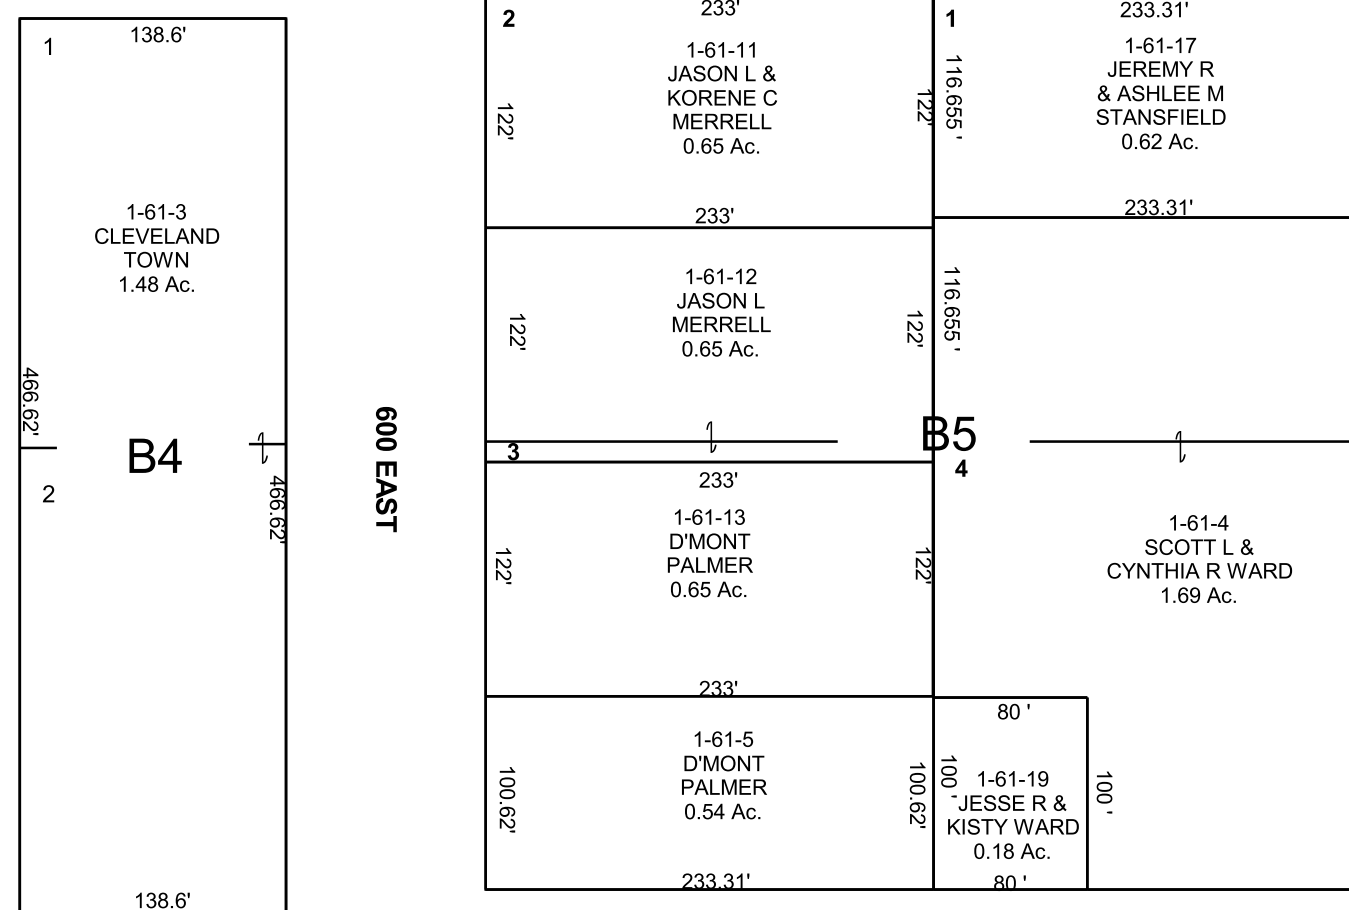 138.6'
1
1-61-3
CLEVELAND
TOWN
1.48 Ac.
466.62'
B4
2
466.62'
138.6'
600 EAST
233'
2
1-61-11
JASON L &
KORENE C
MERRELL
0.65 Ac.
122'
122'
233'
1-61-12
JASON L
MERRELL
0.65 Ac.
122'
122'
3
233'
1-61-13
D'MONT
PALMER
0.65 Ac.
122'
122'
233'
1-61-5
D'MONT
PALMER
0.54 Ac.
100.62'
100.62'
233.31'
B5
233.31'
1
1-61-17
JEREMY R
& ASHLEE M
STANSFIELD
0.62 Ac.
116.655 '
233.31'
116.655 '
4
1-61-4
SCOTT L &
CYNTHIA R WARD
1.69 Ac.
80 '
100 '
1-61-19
JESSE R &
KISTY WARD
0.18 Ac.
100 '
80 '